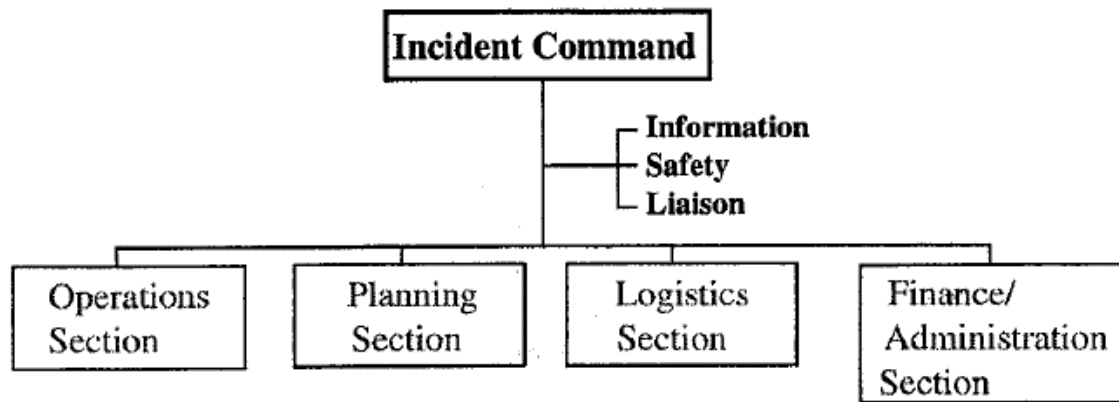 Incident Command
Information
Safety
Liaison
Operations
Section
Planning
Section
Logistics
Section
Finance/
Administration
Section